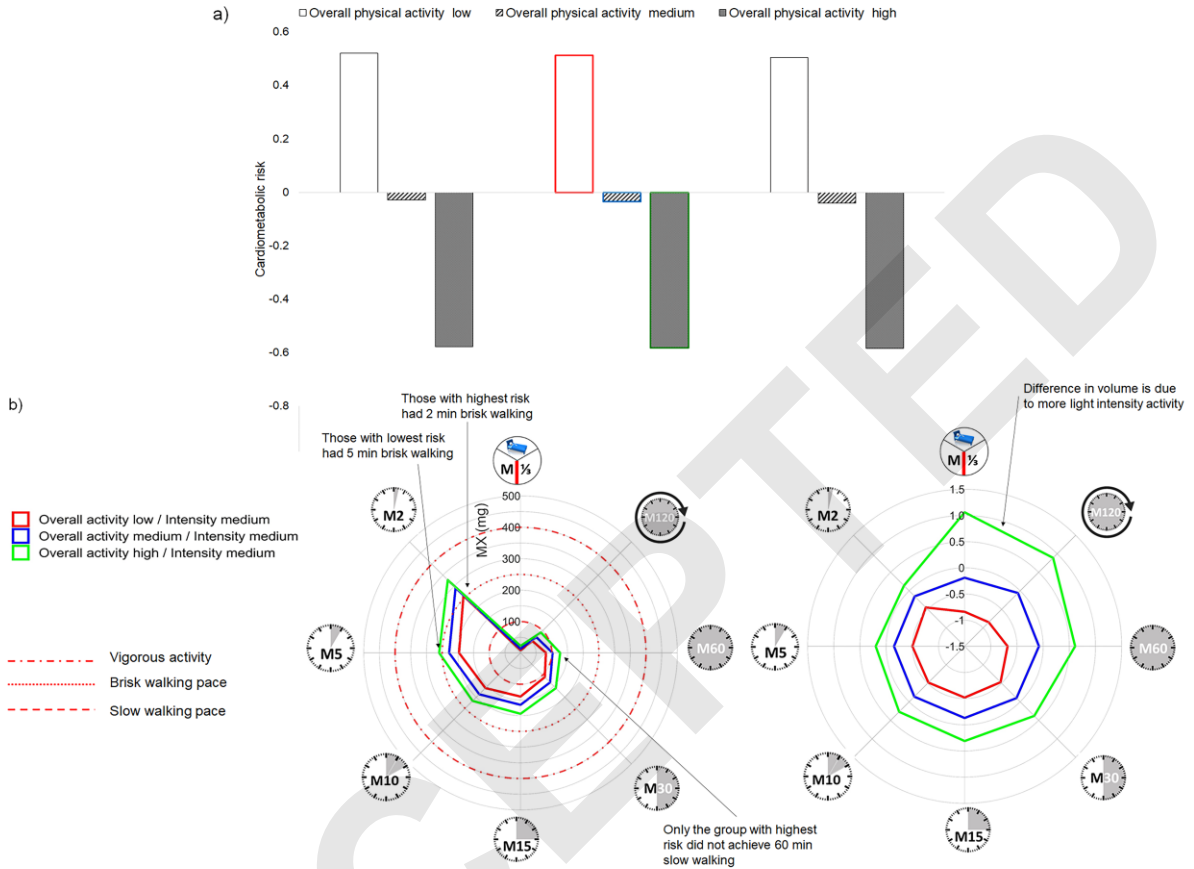 a)
Overall physical activity low
Overall physical activity medium
Overall physical activity high
Cardiometabolic risk
0.6
0.4
0.2
0
-0.2
-0.4
-0.6
-0.8
b)
Those with highest risk
had 2 min brisk walking
Those with lowest risk
had 5 min brisk walking
Difference in volume is due
to more light intensity activity
Overall activity low / Intensity medium
Overall activity medium / Intensity medium
Overall activity high / Intensity medium
Vigorous activity
Brisk walking pace
Slow walking pace
M ⅓
M120
M60
M30
M15
M10
M5
M2
MX (mg)
500
400
300
200
100
Only the group with highest
risk did not achieve 60 min
slow walking
M ⅓
M120
M60
M30
M15
M10
M5
M2
1.5
1.0
0.5
0
-0.5
-1
-1.5
CEPTED